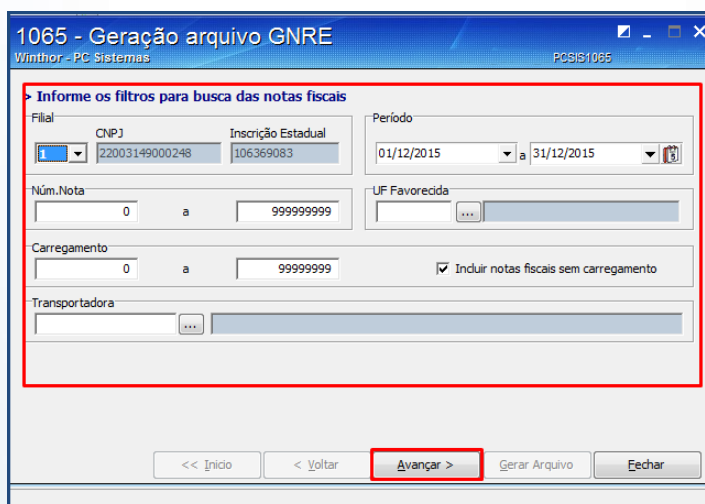 1065 - Geração arquivo GNRE
Winthor - PC Sistemas PCSIS1065
> Informe os filtros para busca das notas fiscais
Filial Período
CNPJ Inscrição Estadual
1 22003149000248 106369083 01/12/2015 a 31/12/2015
Núm.Nota UF Favorecida
0 a 999999999 ...
Carregamento
0 a 99999999 Incluir notas fiscais sem carregamento
Transportadora
...
<< Inicio < Voltar Avançar > Gerar Arquivo Fechar